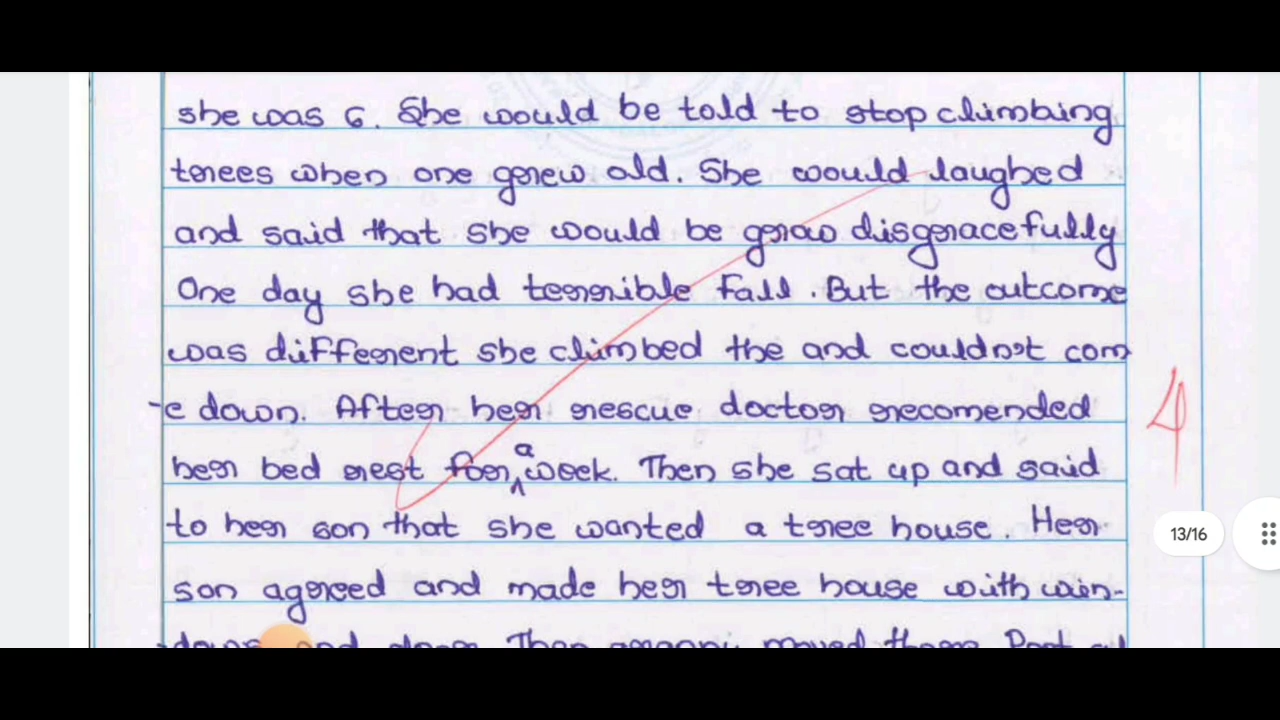 she was 6. She would be told to stop climbing
trees when one grew old. She would laughed
and said that she would be grow disgracefully
One day she had terrible fall. But the outcome
was different she climbed the and couldn't com
-e down. After her rescue doctor recomended
her bed rest for a week. Then she sat up and said
to her son that she wanted a tree house. Her
son agreed and made her tree house with win-
4
13/16